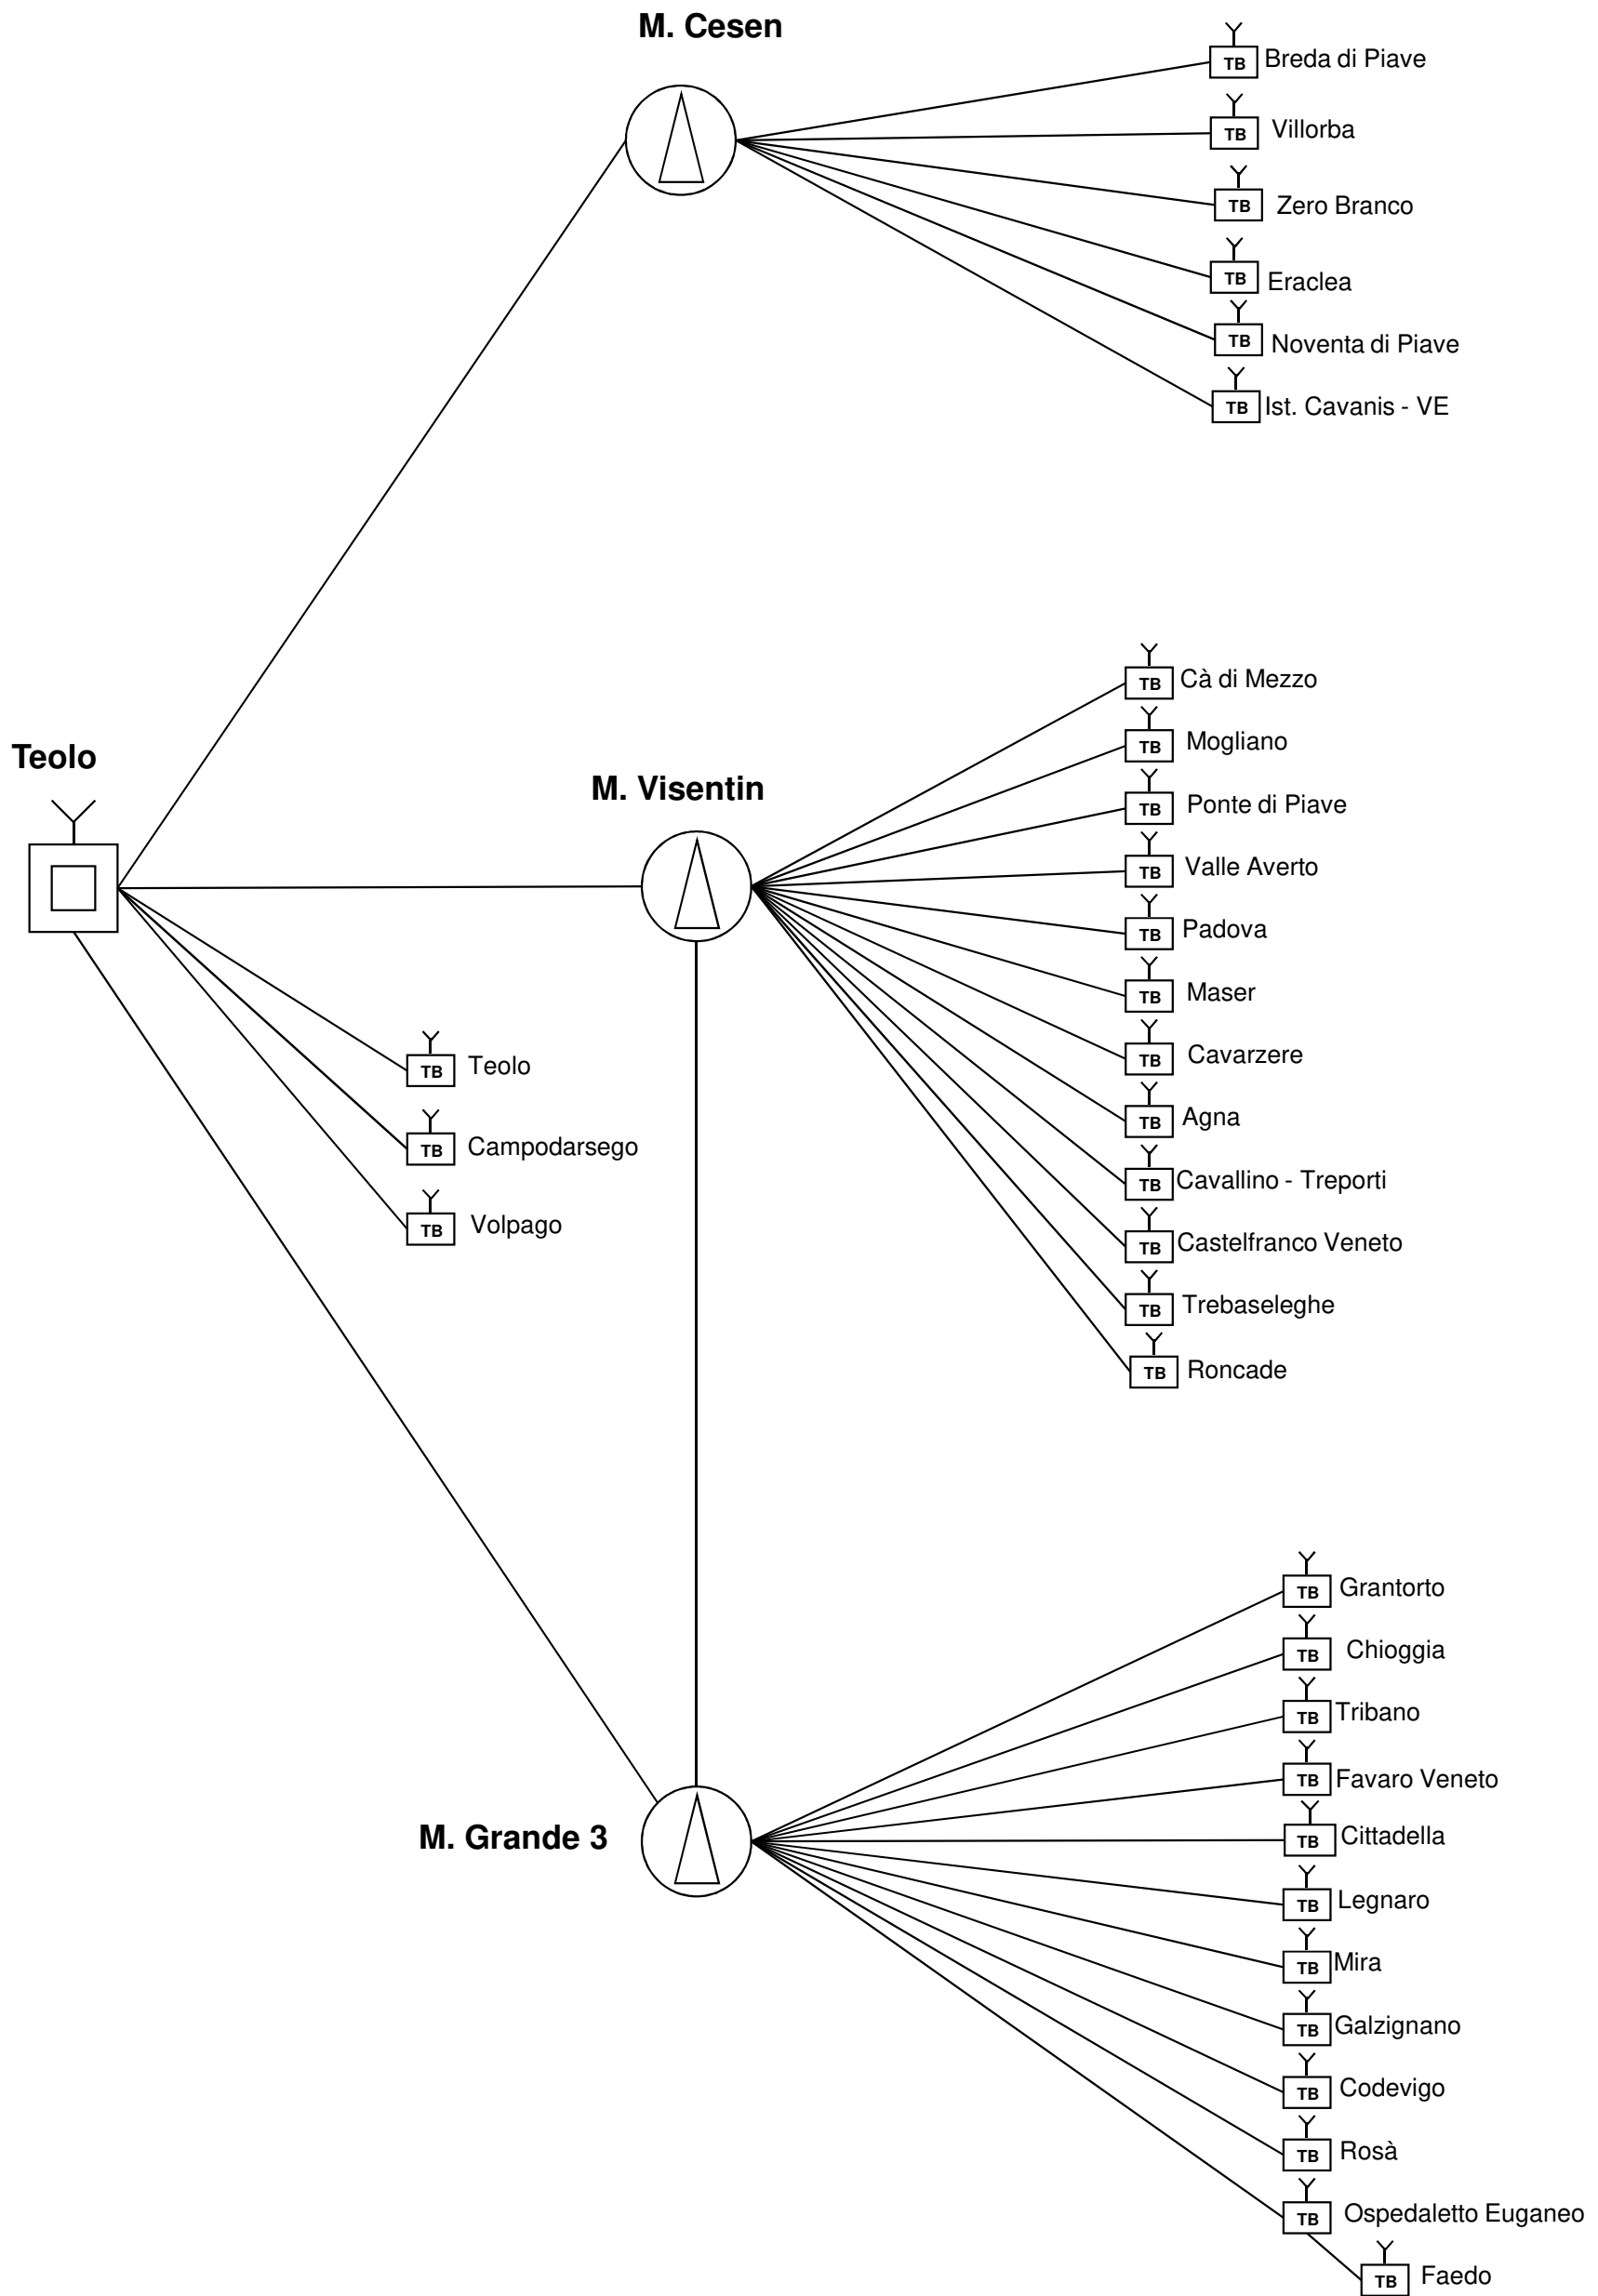 M. Cesen
TB Breda di Piave
TB Villorba
TB Zero Branco
TB Eraclea
TB Noventa di Piave
TB Ist. Cavanis - VE
Teolo
M. Visentin
TB Cà di Mezzo
TB Mogliano
TB Ponte di Piave
TB Valle Averto
TB Padova
TB Maser
TB Cavarzere
TB Agna
TB Cavallino - Treporti
TB Castelfranco Veneto
TB Trebaseleghe
TB Roncade
TB Teolo
TB Campodarsego
TB Volpago
M. Grande 3
TB Grantorto
TB Chioggia
TB Tribano
TB Favaro Veneto
TB Cittadella
TB Legnaro
TB Mira
TB Galzignano
TB Codevigo
TB Rosà
TB Ospedaletto Euganeo
TB Faedo